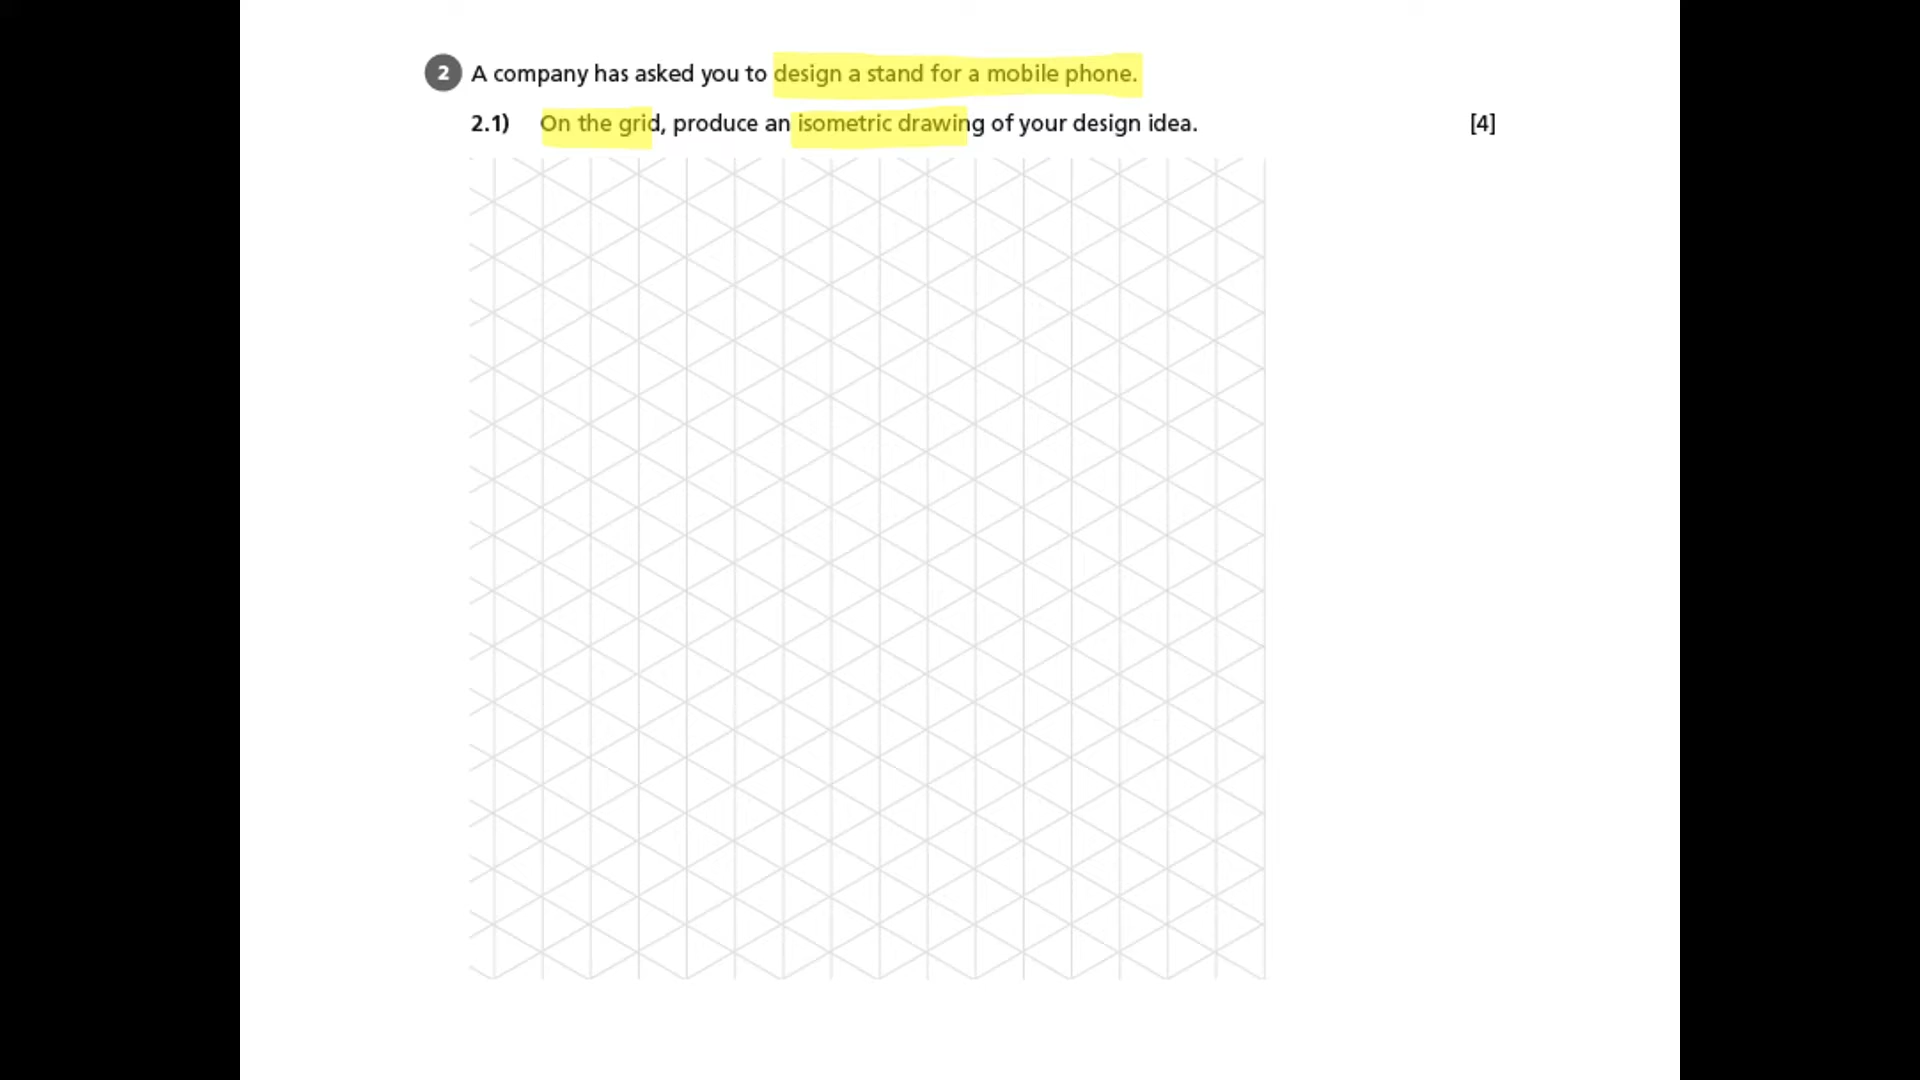 2 A company has asked you to design a stand for a mobile phone.
2.1) On the grid, produce an isometric drawing of your design idea. [4]